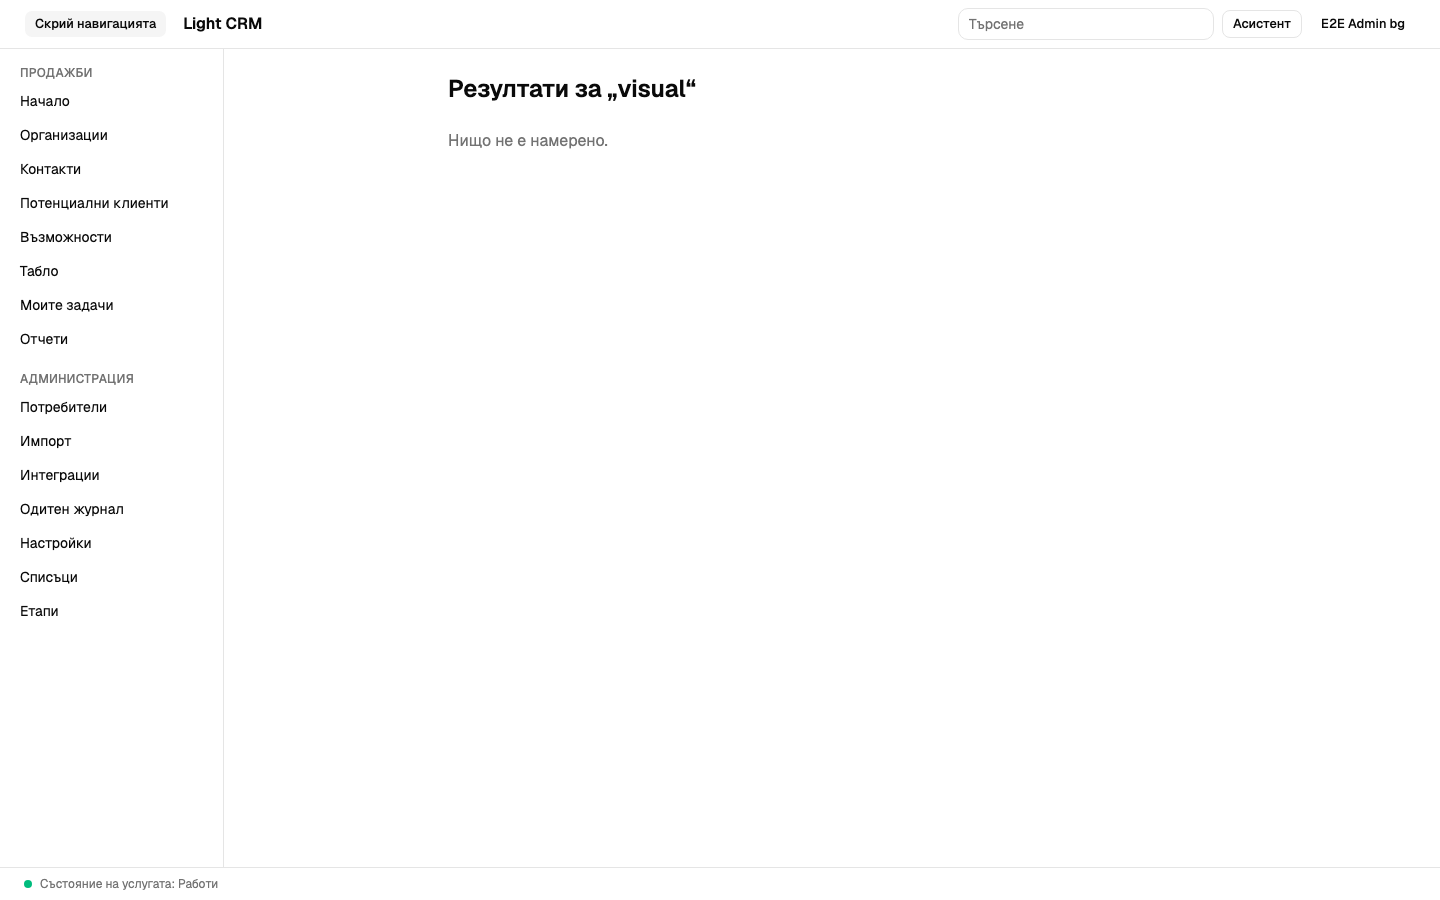 Скрий навигацията
Light CRM
Търсене
Асистент
E2E Admin bg
ПРОДАЖБИ
Начало
Организации
Контакти
Потенциални клиенти
Възможности
Табло
Моите задачи
Отчети
АДМИНИСТРАЦИЯ
Потребители
Импорт
Интеграции
Одитен журнал
Настройки
Списъци
Етапи
Резултати за „visual“
Нищо не е намерено.
Състояние на услугата: Работи